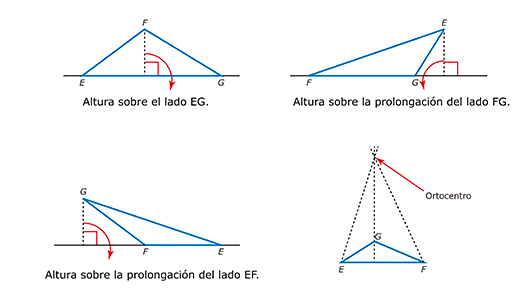 F
E
G
Altura sobre el lado EG.
E
F
G
Altura sobre la prolongación del lado FG.
G
F
E
Altura sobre la prolongación del lado EF.
Ortocentro
G
E
F